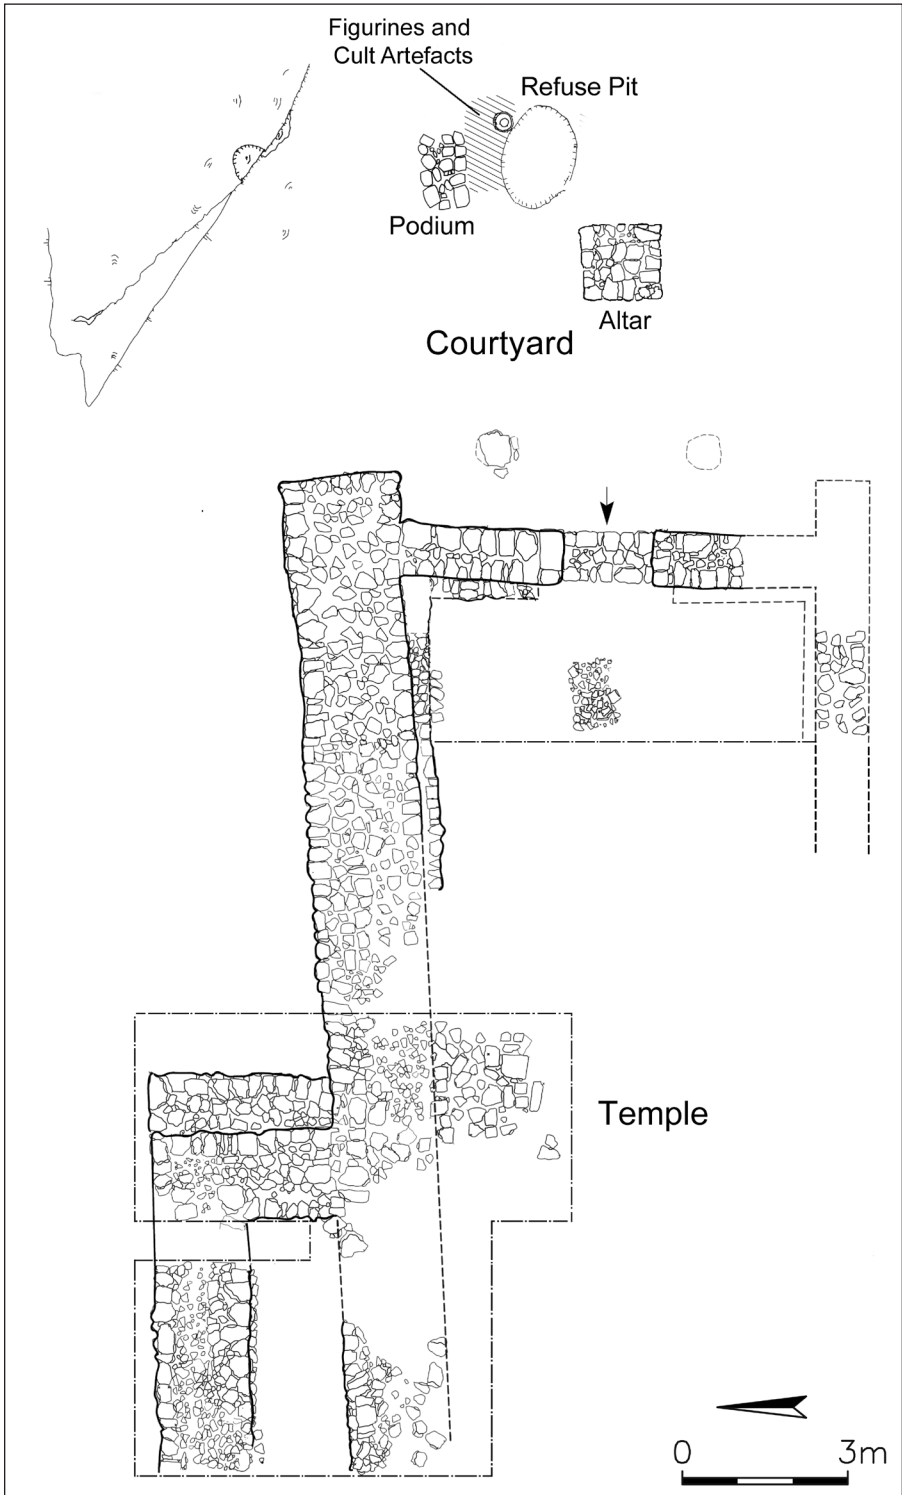 Figurines and
Cult Artefacts
Refuse Pit
Podium
Altar
Courtyard
Temple
0 3m